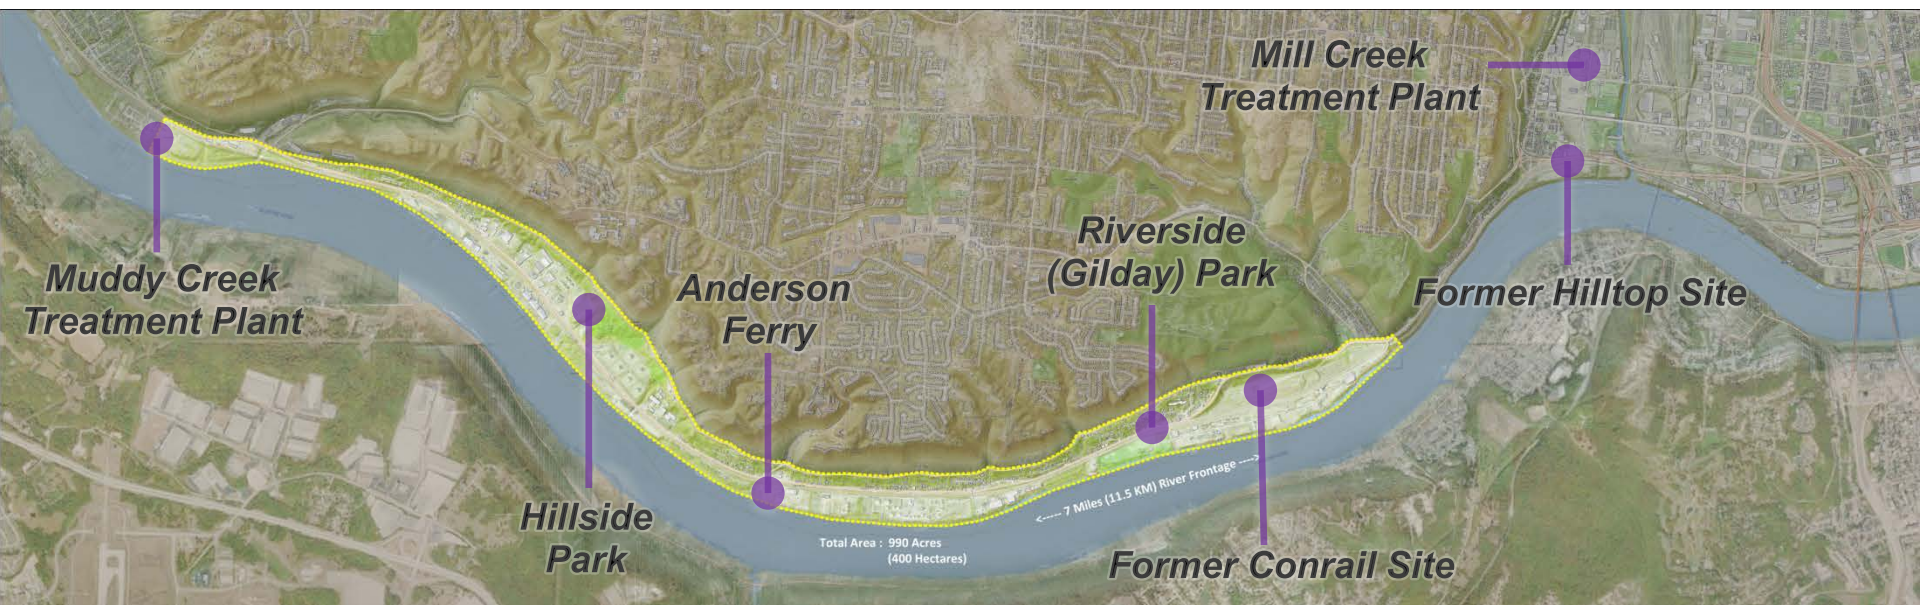 Mill Creek
Treatment Plant
Riverside
(Gilday) Park
Muddy Creek
Treatment Plant
Anderson
Ferry
Former Hilltop Site
<----- 7 Miles (11.5 KM) River Frontage ---->
Hillside
Park
Total Area : 990 Acres
(400 Hectares)
Former Conrail Site